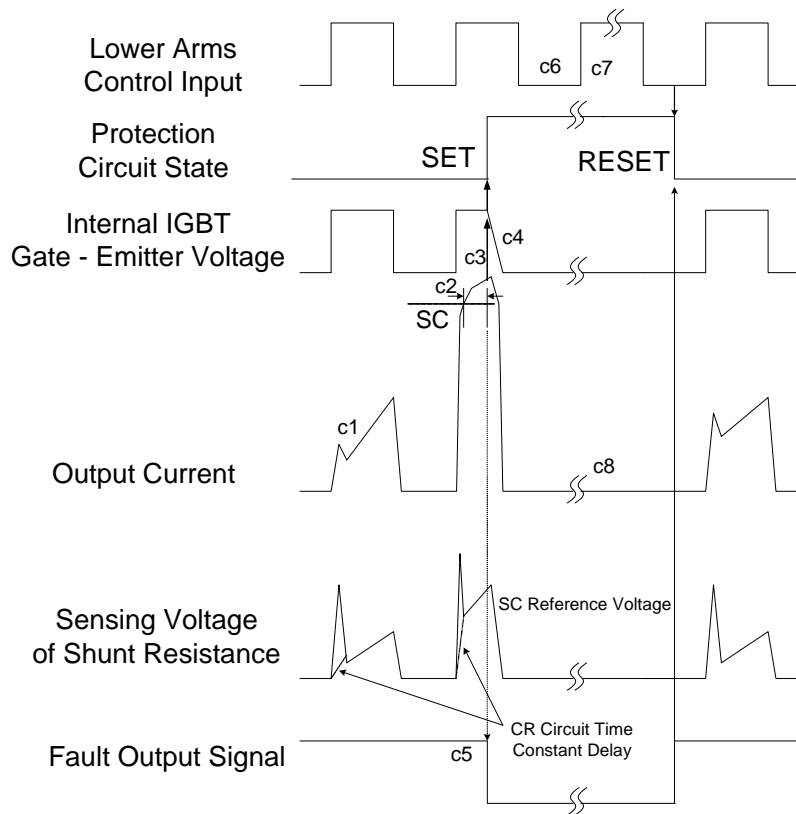 Lower Arms
Control Input
c6
c7
Protection
Circuit State
SET
RESET
Internal IGBT
Gate - Emitter Voltage
c4
c3
c2
SC
c1
Output Current
c8
SC Reference Voltage
Sensing Voltage
of Shunt Resistance
CR Circuit Time
Constant Delay
Fault Output Signal
c5